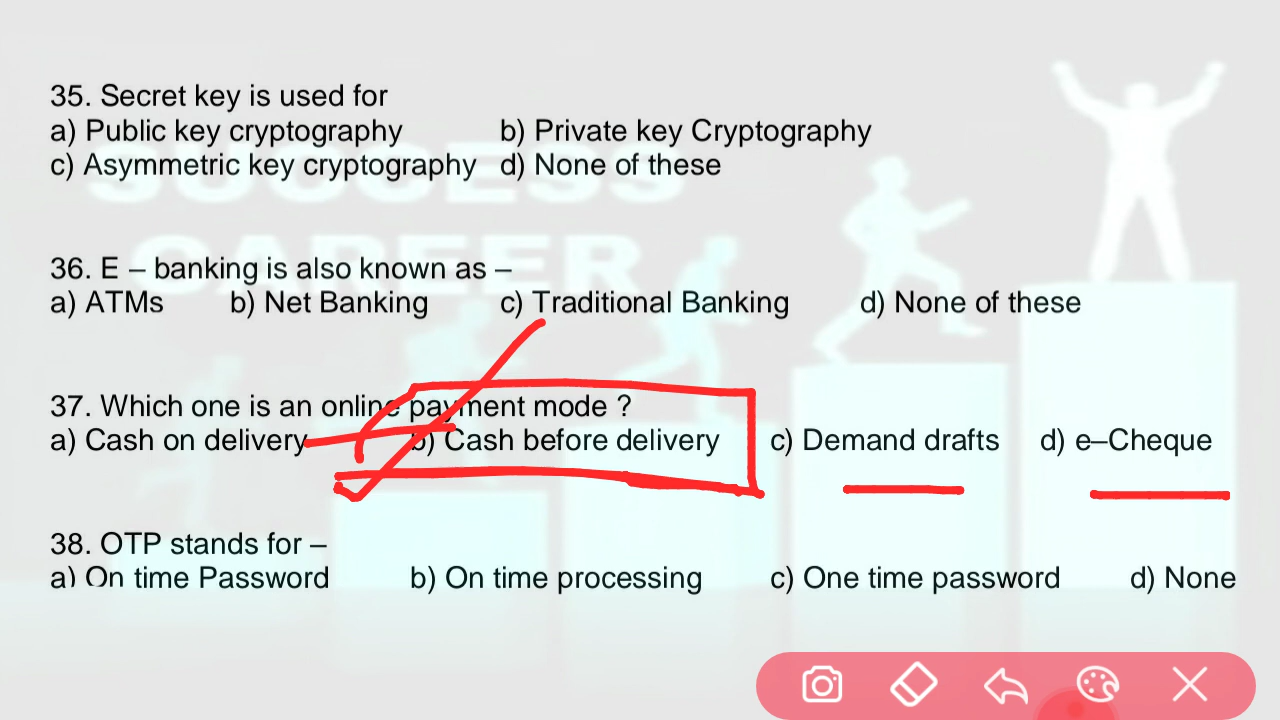 35. Secret key is used for
a) Public key cryptography b) Private key Cryptography
c) Asymmetric key cryptography d) None of these
SUCCESS
CAREER
36. E – banking is also known as –
a) ATMs b) Net Banking c) Traditional Banking d) None of these
37. Which one is an online payment mode ?
a) Cash on delivery b) Cash before delivery c) Demand drafts d) e–Cheque
38. OTP stands for –
a) On time Password b) On time processing c) One time password d) None